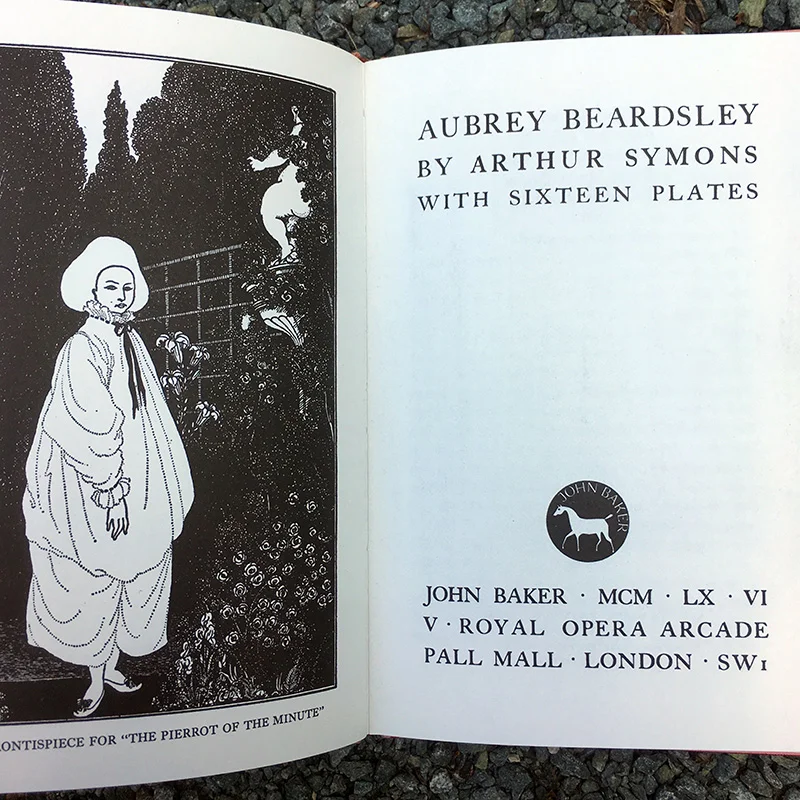 ONTISPIECE FOR "THE PIERROT OF THE MINUTE"
AUBREY BEARDSLEY
BY ARTHUR SYMONS
WITH SIXTEEN PLATES
JOHN BAKER
JOHN BAKER · MCM · LX · VI
V · ROYAL OPERA ARCADE
PALL MALL · LONDON · SW1